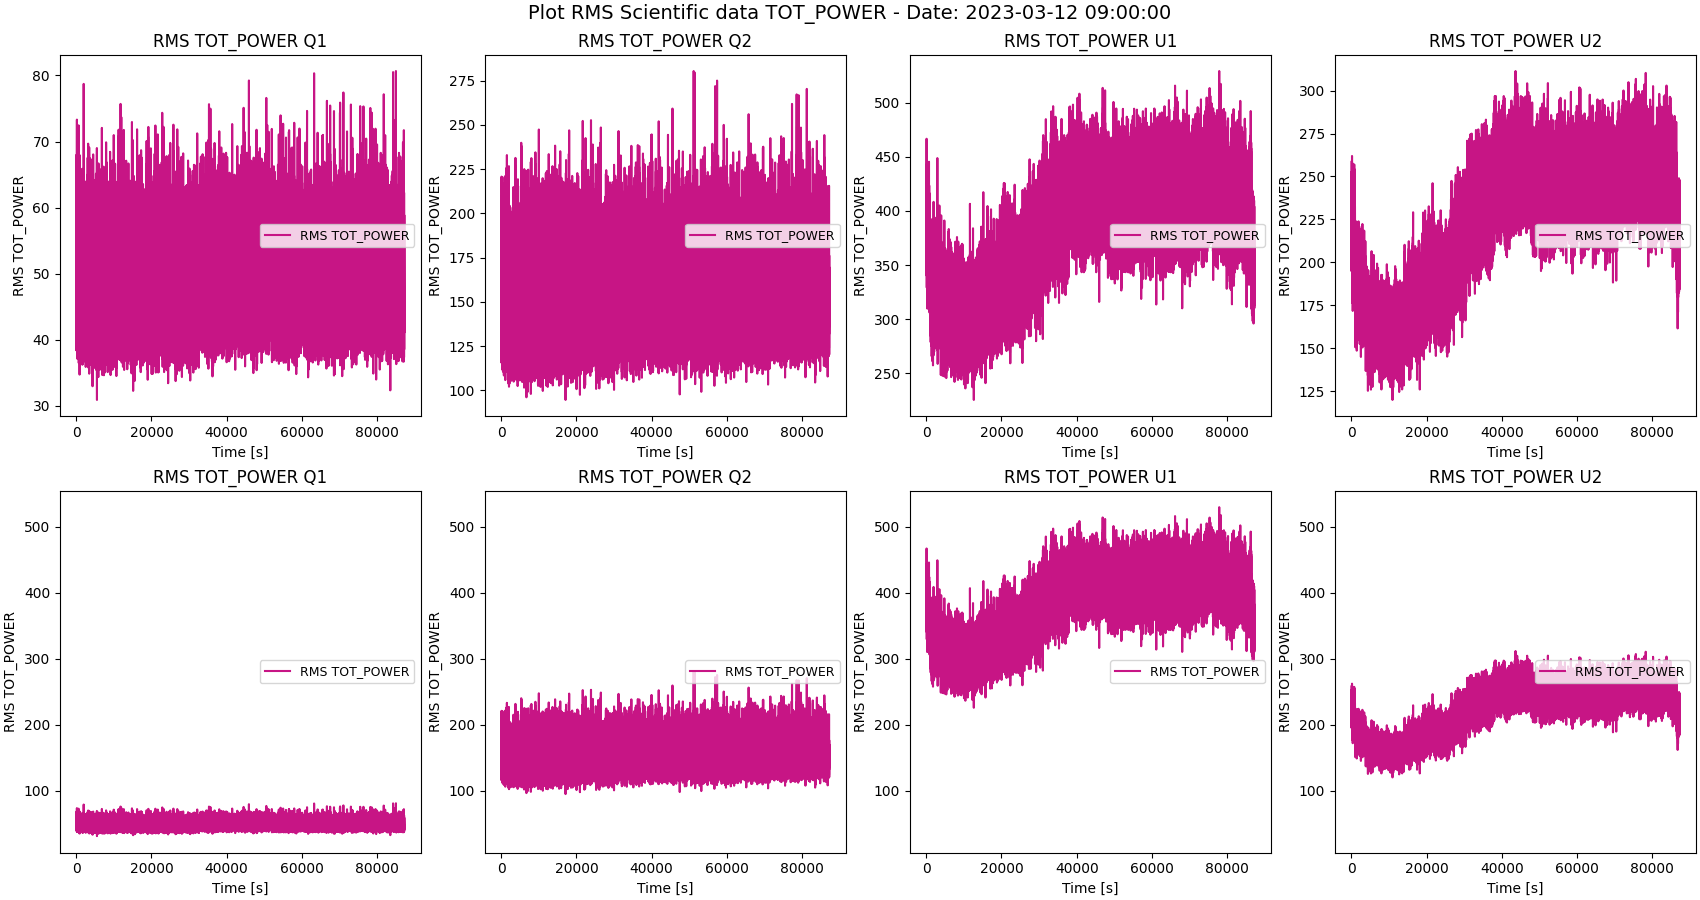 Plot RMS Scientific data TOT_POWER - Date: 2023-03-12 09:00:00
RMS TOT_POWER Q1
RMS TOT_POWER
80
70
60
50
40
30
RMS TOT_POWER
0 20000 40000 60000 80000
Time [s]
RMS TOT_POWER Q2
RMS TOT_POWER
275
250
225
200
175
150
125
100
RMS TOT_POWER
0 20000 40000 60000 80000
Time [s]
RMS TOT_POWER U1
RMS TOT_POWER
500
450
400
350
300
250
RMS TOT_POWER
0 20000 40000 60000 80000
Time [s]
RMS TOT_POWER U2
RMS TOT_POWER
300
275
250
225
200
175
150
125
RMS TOT_POWER
0 20000 40000 60000 80000
Time [s]
RMS TOT_POWER Q1
RMS TOT_POWER
500
400
300
200
100
RMS TOT_POWER
0 20000 40000 60000 80000
Time [s]
RMS TOT_POWER Q2
RMS TOT_POWER
500
400
300
200
100
RMS TOT_POWER
0 20000 40000 60000 80000
Time [s]
RMS TOT_POWER U1
RMS TOT_POWER
500
400
300
200
100
RMS TOT_POWER
0 20000 40000 60000 80000
Time [s]
RMS TOT_POWER U2
RMS TOT_POWER
500
400
300
200
100
RMS TOT_POWER
0 20000 40000 60000 80000
Time [s]